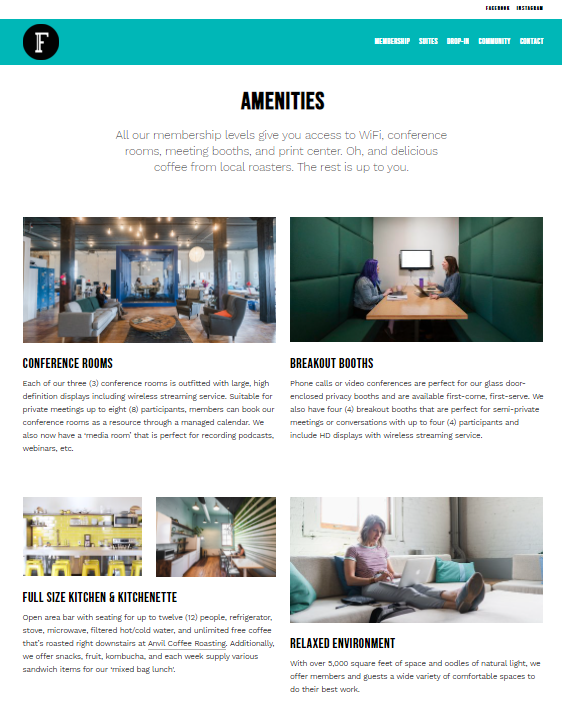 FACEBOOK INSTAGRAM
F
MEMBERSHIP SUITES DROP-IN COMMUNITY CONTACT
AMENITIES
All our membership levels give you access to WiFi, conference
rooms, meeting booths, and print center. Oh, and delicious
coffee from local roasters. The rest is up to you.
CONFERENCE ROOMS
Each of our three (3) conference rooms is outfitted with large, high
definition displays including wireless streaming service. Suitable for
private meetings up to eight (8) participants, members can book our
conference rooms as a resource through a managed calendar. We
also now have a 'media room' that is perfect for recording podcasts,
webinars, etc.
BREAKOUT BOOTHS
Phone calls or video conferences are perfect for our glass door-
enclosed privacy booths and are available first-come, first-serve. We
also have four (4) breakout booths that are perfect for semi-private
meetings or conversations with up to four (4) participants and
include HD displays with wireless streaming service.
FULL SIZE KITCHEN & KITCHENETTE
Open area bar with seating for up to twelve (12) people, refrigerator,
stove, microwave, filtered hot/cold water, and unlimited free coffee
that's roasted right downstairs at Anvil Coffee Roasting. Additionally,
we offer snacks, fruit, kombucha, and each week supply various
sandwich items for our 'mixed bag lunch'.
RELAXED ENVIRONMENT
With over 5,000 square feet of space and oodles of natural light, we
offer members and guests a wide variety of comfortable spaces to
do their best work.